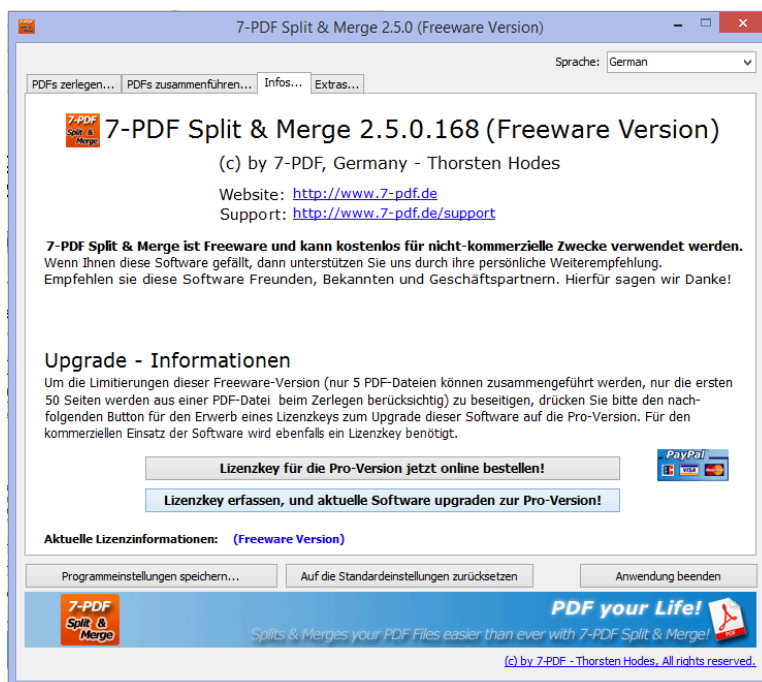 7-PDF Split & Merge 2.5.0 (Freeware Version)
Sprache: German
PDFs zerlegen... PDFs zusammenführen... Infos... Extras...
7-PDF
Split &
Merge
7-PDF Split & Merge 2.5.0.168 (Freeware Version)
(c) by 7-PDF, Germany - Thorsten Hodes
Website: http://www.7-pdf.de
Support: http://www.7-pdf.de/support
7-PDF Split & Merge ist Freeware und kann kostenlos für nicht-kommerzielle Zwecke verwendet werden.
Wenn Ihnen diese Software gefällt, dann unterstützen Sie uns durch ihre persönliche Weiterempfehlung.
Empfehlen sie diese Software Freunden, Bekannten und Geschäftspartnern. Hierfür sagen wir Danke!
Upgrade - Informationen
Um die Limitierungen dieser Freeware-Version (nur 5 PDF-Dateien können zusammengeführt werden, nur die ersten
50 Seiten werden aus einer PDF-Datei beim Zerlegen berücksichtig) zu beseitigen, drücken Sie bitte den nach-
folgenden Button für den Erwerb eines Lizenzkeys zum Upgrade dieser Software auf die Pro-Version. Für den
kommerziellen Einsatz der Software wird ebenfalls ein Lizenzkey benötigt.
Lizenzkey für die Pro-Version jetzt online bestellen!
PayPal
VISA
Lizenzkey erfassen, und aktuelle Software upgraden zur Pro-Version!
Aktuelle Lizenzinformationen: (Freeware Version)
Programmeinstellungen speichern... Auf die Standardeinstellungen zurücksetzen Anwendung beenden
7-PDF
Split &
Merge
PDF your Life!
Splits & Merges your PDF Files easier than ever with 7-PDF Split & Merge!
PDF
(c) by 7-PDF - Thorsten Hodes, All rights reserved.